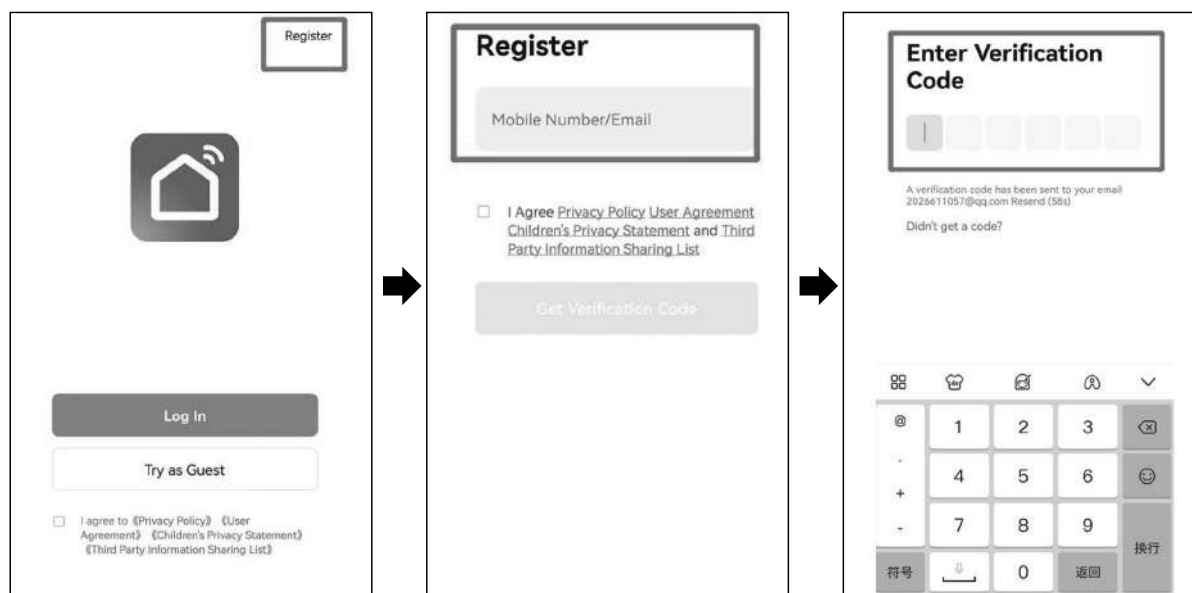 Register
Log In
Try as Guest
I agree to 《Privacy Policy》 《User
Agreement》 《Children's Privacy Statement》
《Third Party Information Sharing List》
Register
Mobile Number/Email
I Agree Privacy Policy User Agreement
Children's Privacy Statement and Third
Party Information Sharing List
Get Verification Code
Enter Verification
Code
A verification code has been sent to your email
2026611057@qq.com Resend (58s)
Didn't get a code?
@ 1 2 3
.
4 5 6
+
- 7 8 9
换行
符号 0 返回